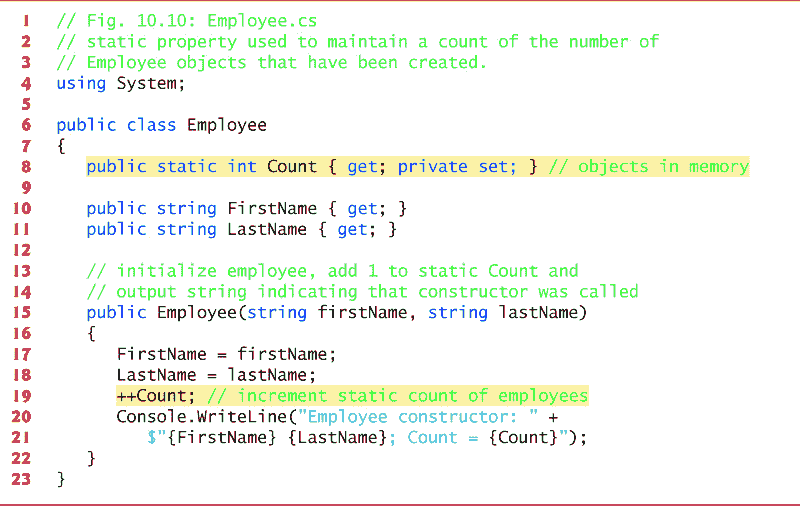 1 // Fig. 10.10: Employee.cs
2 // static property used to maintain a count of the number of
3 // Employee objects that have been created.
4 using System;
5
6 public class Employee
7 {
8 public static int Count { get; private set; } // objects in memory
9
10 public string FirstName { get; }
11 public string LastName { get; }
12
13 // initialize employee, add 1 to static Count and
14 // output string indicating that constructor was called
15 public Employee(string firstName, string lastName)
16 {
17 FirstName = firstName;
18 LastName = lastName;
19 ++Count; // increment static count of employees
20 Console.WriteLine("Employee constructor: " +
21 $"{FirstName} {LastName}; Count = {Count}");
22 }
23 }